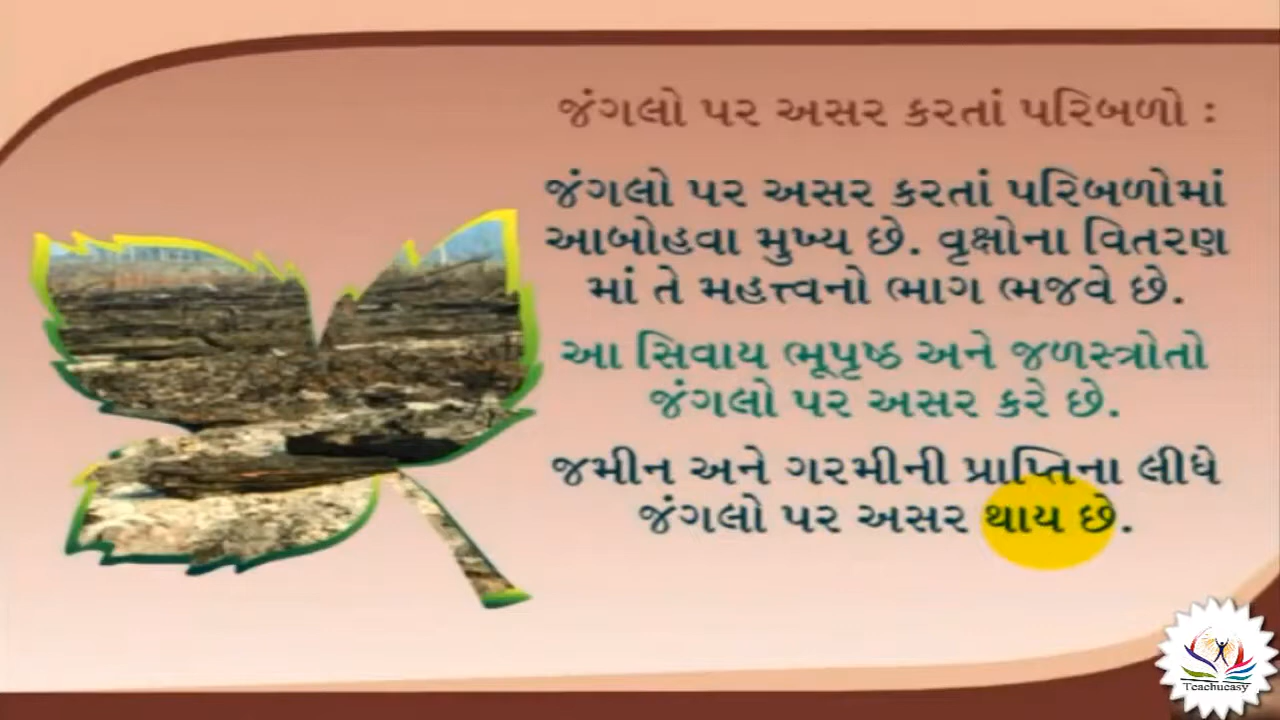 જંગલો પર અસર કરતાં પરિબળો :
જંગલો પર અસર કરતાં પરિબળોમાં
આબોહવા મુખ્ય છે. વૃક્ષોના વિતરણ
માં તે મહત્ત્વનો ભાગ ભજવે છે.
આ સિવાય ભૂપૃષ્ઠ અને જળસ્ત્રોતો
જંગલો પર અસર કરે છે.
જમીન અને ગરમીની પ્રાપ્તિના લીધે
જંગલો પર અસર થાય છે.
Teachueasy